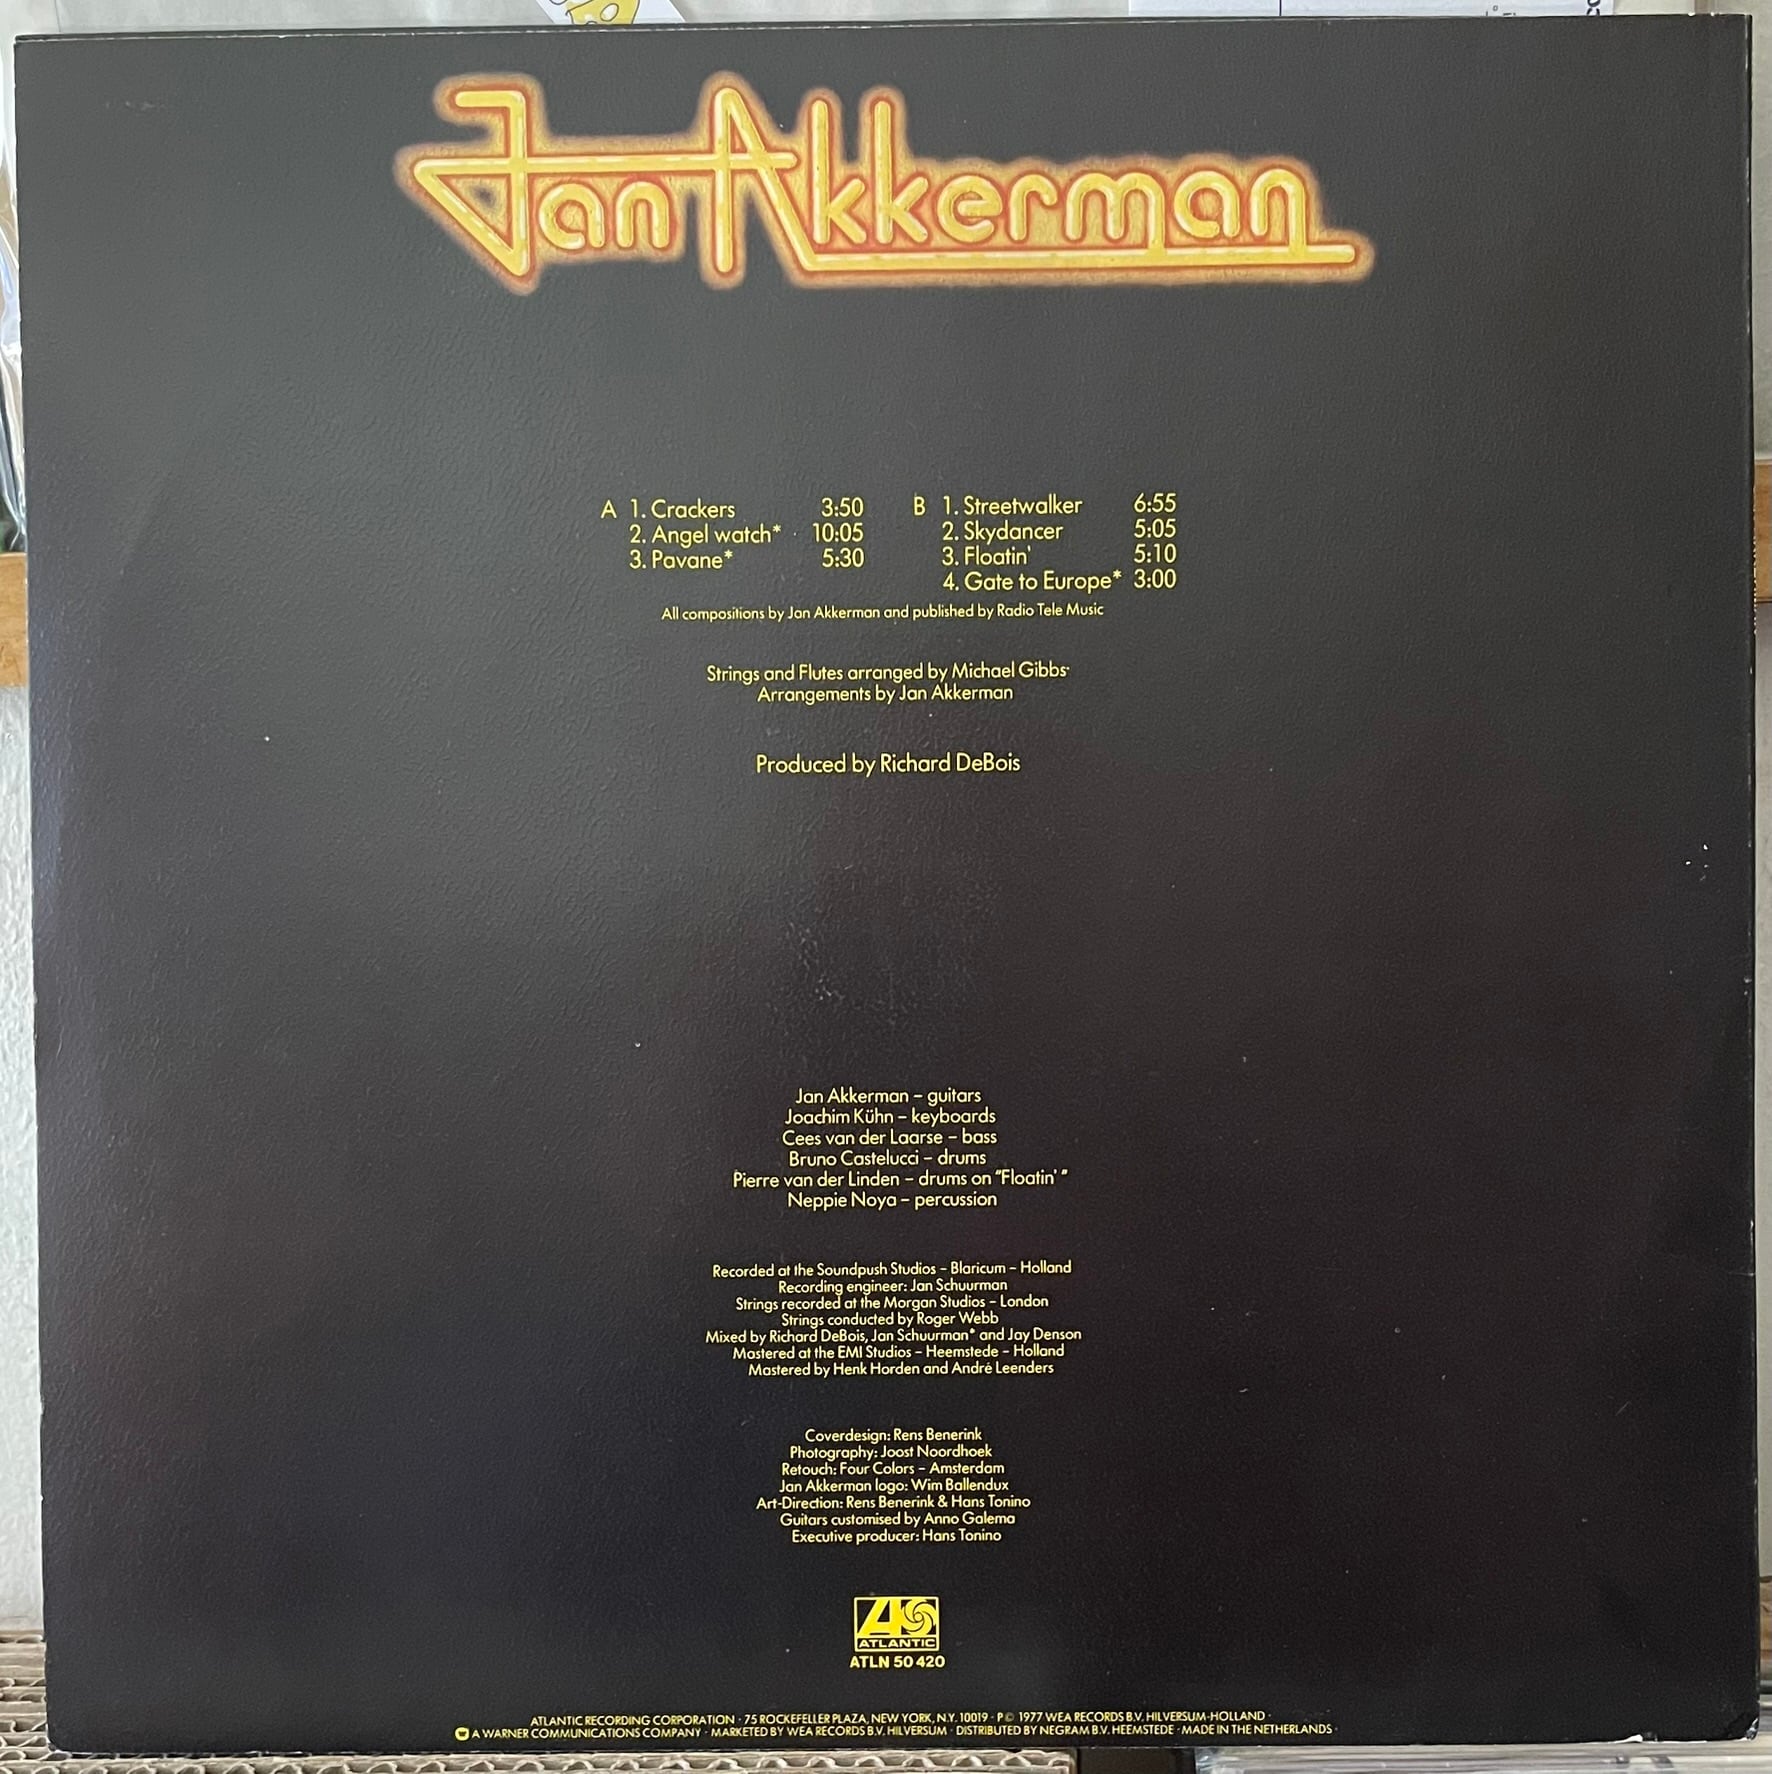 Jan Akkerman
A 1. Crackers 3:50
2. Angel watch* 10:05
3. Pavane* 5:30
B 1. Streetwalker 6:55
2. Skydancer 5:05
3. Floatin' 5:10
4. Gate to Europe* 3:00
All compositions by Jan Akkerman and published by Radio Tele Music
Strings and Flutes arranged by Michael Gibbs
Arrangements by Jan Akkerman
Produced by Richard DeBois
Jan Akkerman – guitars
Joachim Kühn – keyboards
Cees van der Laarse – bass
Bruno Castelucci – drums
Pierre van der Linden – drums on "Floatin'"
Neppie Noya – percussion
Recorded at the Soundpush Studios – Blaricum – Holland
Recording engineer: Jan Schuurman
Strings recorded at the Morgan Studios – London
Strings conducted by Roger Webb
Mixed by Richard DeBois, Jan Schuurman* and Jay Denson
Mastered at the EMI Studios – Heemstede – Holland
Mastered by Henk Horden and André Leenders
Coverdesign: Rens Benerink
Photography: Joost Noordhoek
Retouch: Four Colors – Amsterdam
Jan Akkerman logo: Wim Ballendux
Art-Direction: Rens Benerink & Hans Tonino
Guitars customised by Anno Galema
Executive producer: Hans Tonino
ATLANTIC
ATLN 50 420
ATLANTIC RECORDING CORPORATION · 75 ROCKEFELLER PLAZA, NEW YORK, N.Y. 10019 · P © 1977 WEA RECORDS B.V. HILVERSUM-HOLLAND ·
A WARNER COMMUNICATIONS COMPANY · MARKETED BY WEA RECORDS B.V. HILVERSUM · DISTRIBUTED BY NEGRAM B.V. HEEMSTEDE · MADE IN THE NETHERLANDS ·